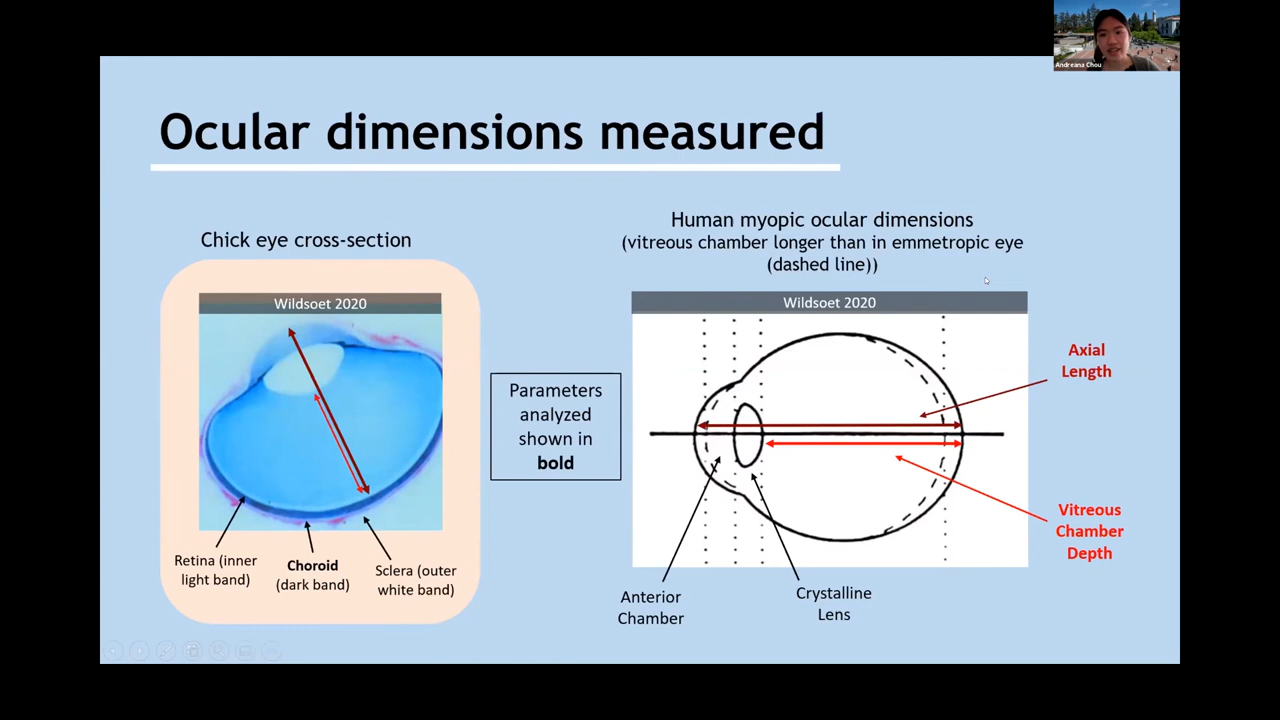 Andreana Chou
Ocular dimensions measured
Chick eye cross-section
Wildsoet 2020
Retina (inner
light band)
Choroid
(dark band)
Sclera (outer
white band)
Parameters
analyzed
shown in
bold
Human myopic ocular dimensions
(vitreous chamber longer than in emmetropic eye
(dashed line))
Wildsoet 2020
Axial
Length
Vitreous
Chamber
Depth
Anterior
Chamber
Crystalline
Lens